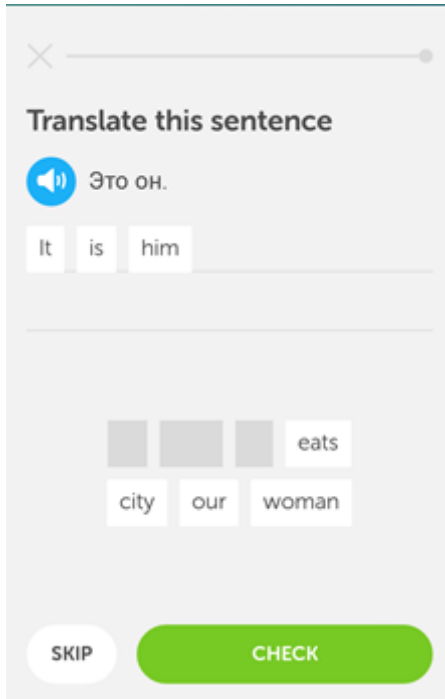 Translate this sentence
Это он.
It is him
eats
city our woman
SKIP CHECK